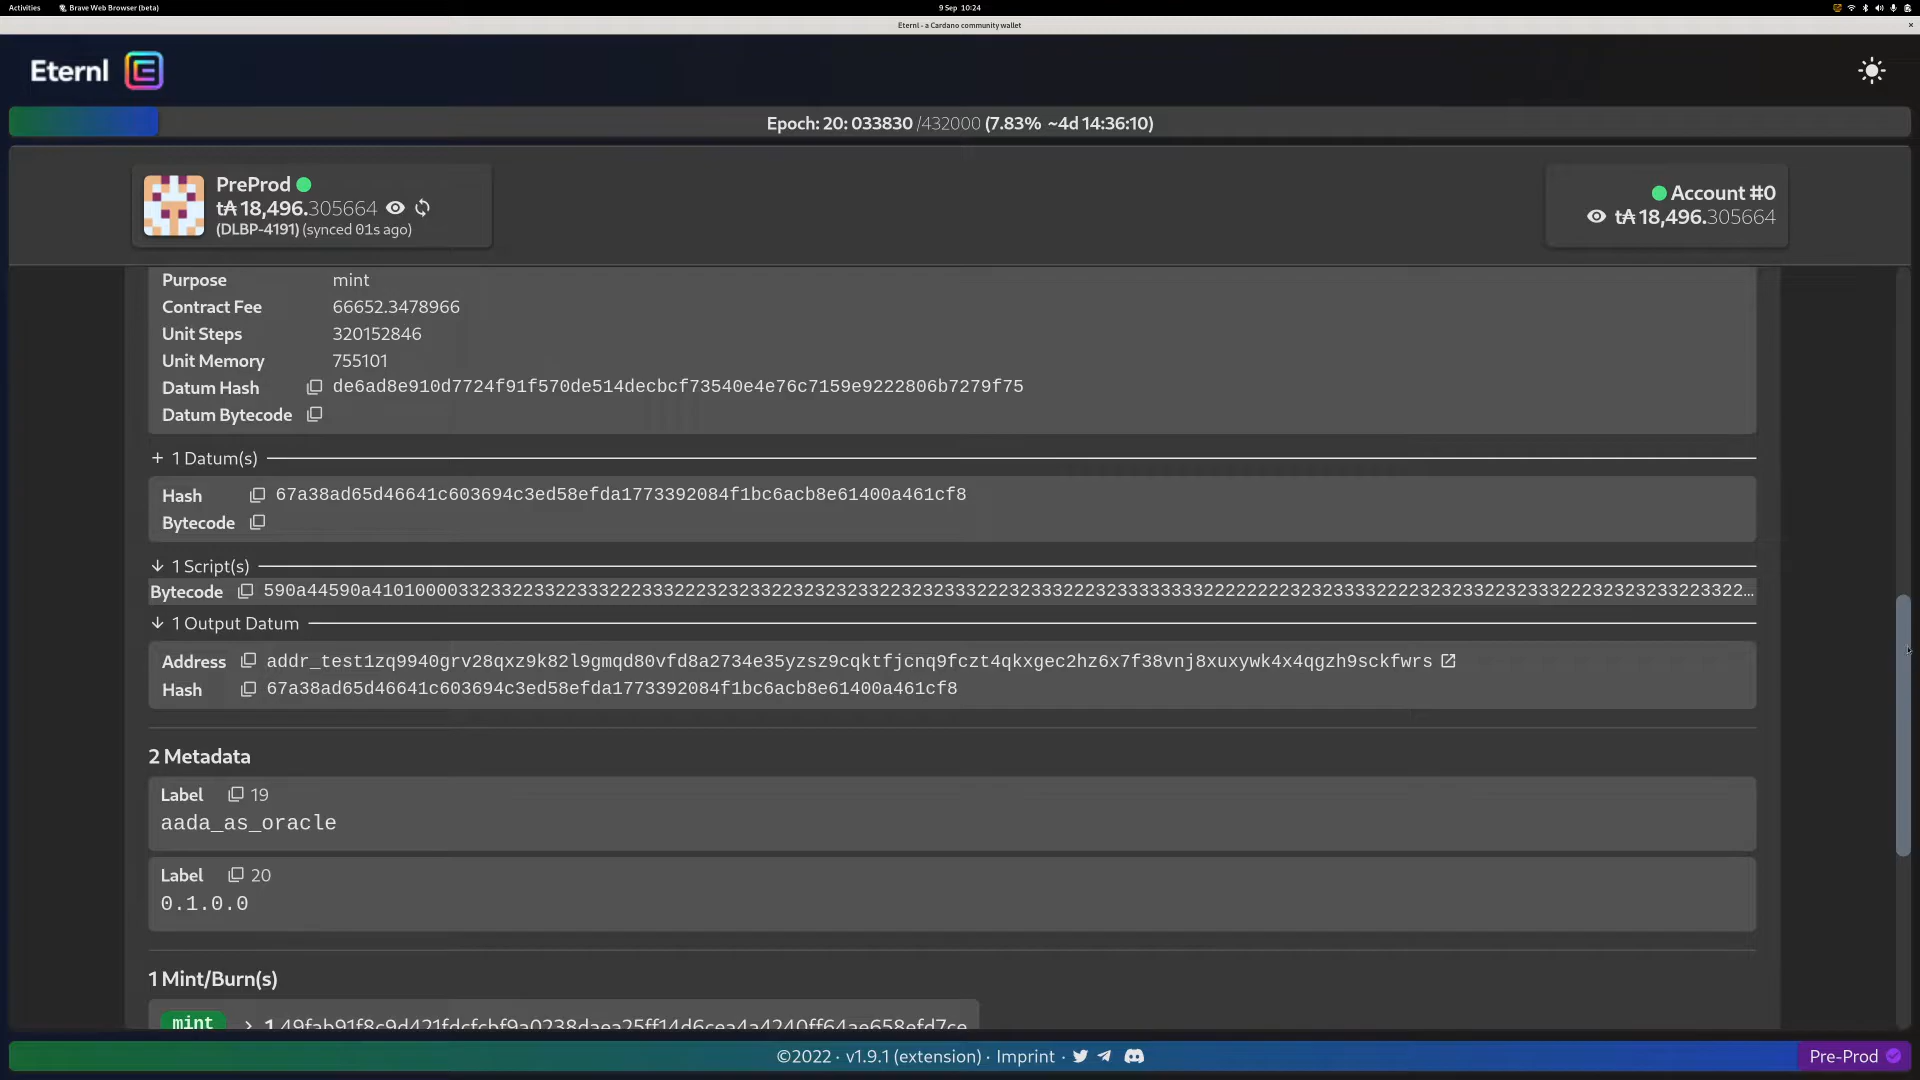 Activities Brave Web Browser (beta) 9 Sep 10:24
Eternl - a Cardano community wallet
Eternl
Epoch: 20: 033830 /432000 (7.83% ~4d 14:36:10)
PreProd
t₳ 18,496.305664
(DLBP-4191) (synced 01s ago)
Account #0
t₳ 18,496.305664
Purpose mint
Contract Fee 66652.3478966
Unit Steps 320152846
Unit Memory 755101
Datum Hash de6ad8e910d7724f91f570de514decbcf73540e4e76c7159e9222806b7279f75
Datum Bytecode
+ 1 Datum(s)
Hash 67a38ad65d46641c603694c3ed58efda1773392084f1bc6acb8e61400a461cf8
Bytecode
↓ 1 Script(s)
Bytecode
↓ 1 Output Datum
Address addr_test1zq9940grv28qxz9k82l9gmqd80vfd8a2734e35yzsz9cqktfjcnq9fczt4qkxgec2hz6x7f38vnj8xuxywk4x4qgzh9sckfwrs
Hash 67a38ad65d46641c603694c3ed58efda1773392084f1bc6acb8e61400a461cf8
2 Metadata
Label 19
aada_as_oracle
Label 20
0.1.0.0
1 Mint/Burn(s)
mint > 1
©2022 · v1.9.1 (extension) · Imprint ·
Pre-Prod